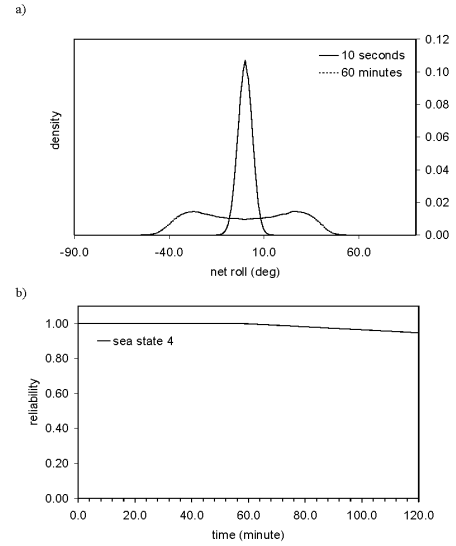 a)
0.12
10 seconds
60 minutes
0.10
0.08
density
0.06
0.04
0.02
0.00
-90.0 -40.0 10.0 60.0
net roll (deg)
b)
1.00
sea state 4
0.80
reliability
0.60
0.40
0.20
0.00
0.0 20.0 40.0 60.0 80.0 100.0 120.0
time (minute)